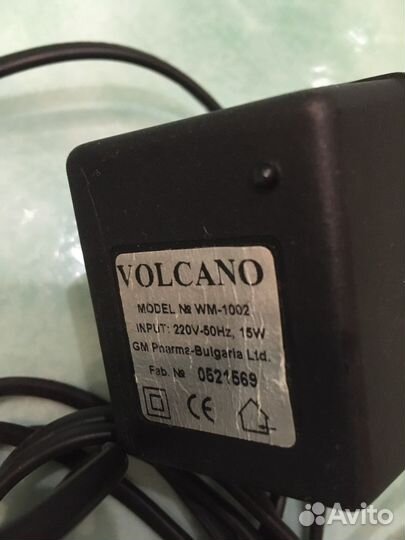 VOLCANO
MODEL № WM-1002
INPUT: 220V-50Hz, 15W
GM Pharma-Bulgaria Ltd.
Fab. № 0521569
CE
Avito